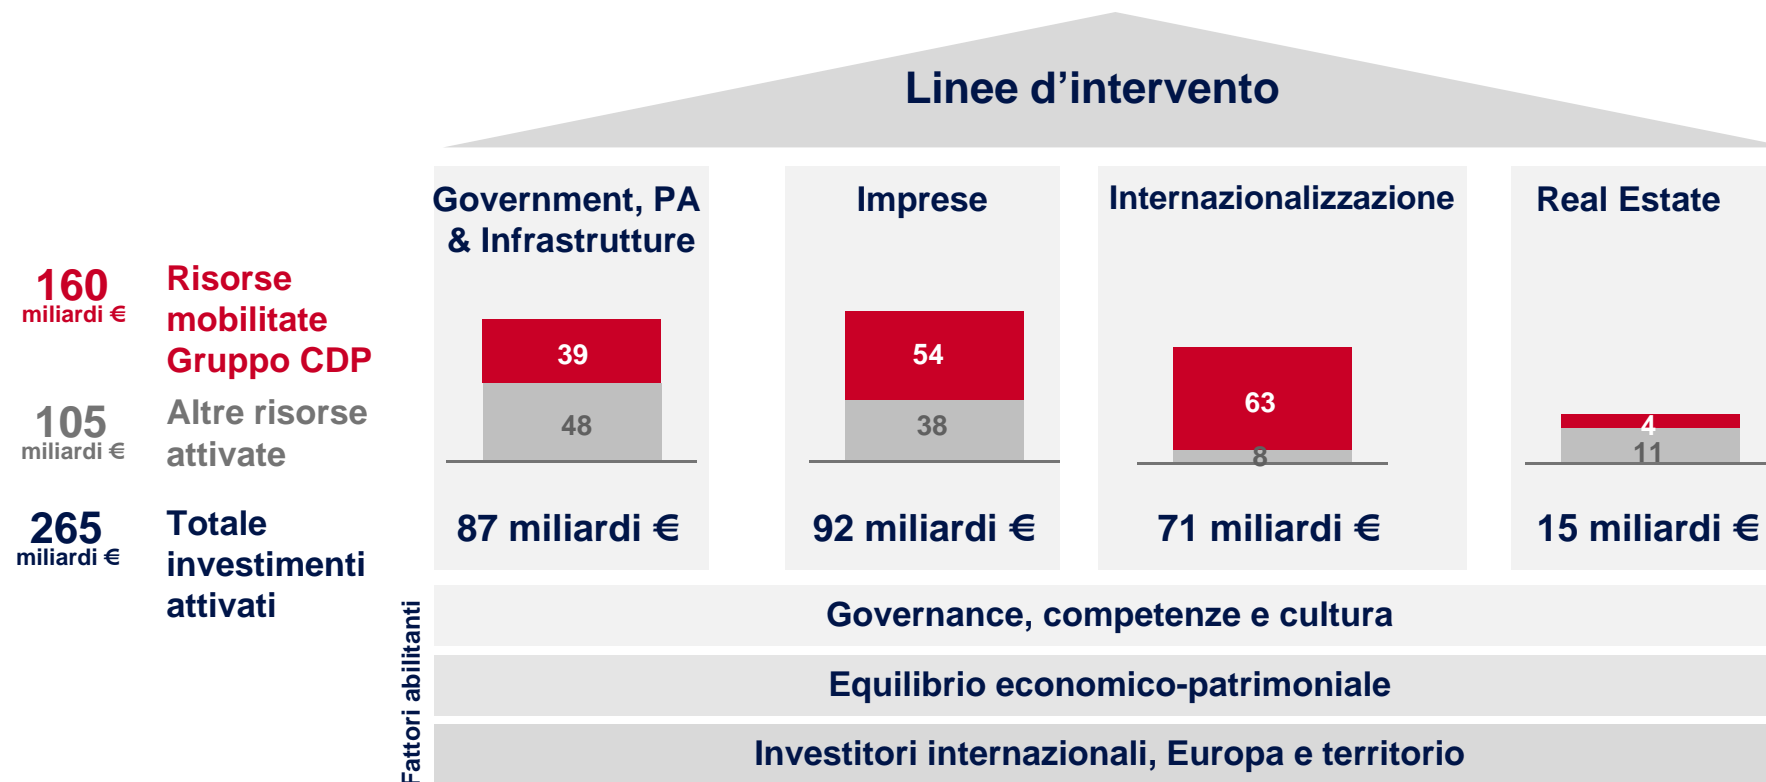 Linee d’intervento
Government, PA
& Infrastrutture
Imprese
Internazionalizzazione
Real Estate
160
miliardi €
Risorse
mobilitate
Gruppo CDP
39
54
63
4
105
miliardi €
Altre risorse
attivate
48
38
8
11
265
miliardi €
Totale
investimenti
attivati
87 miliardi €
92 miliardi €
71 miliardi €
15 miliardi €
Fattori abilitanti
Governance, competenze e cultura
Equilibrio economico-patrimoniale
Investitori internazionali, Europa e territorio